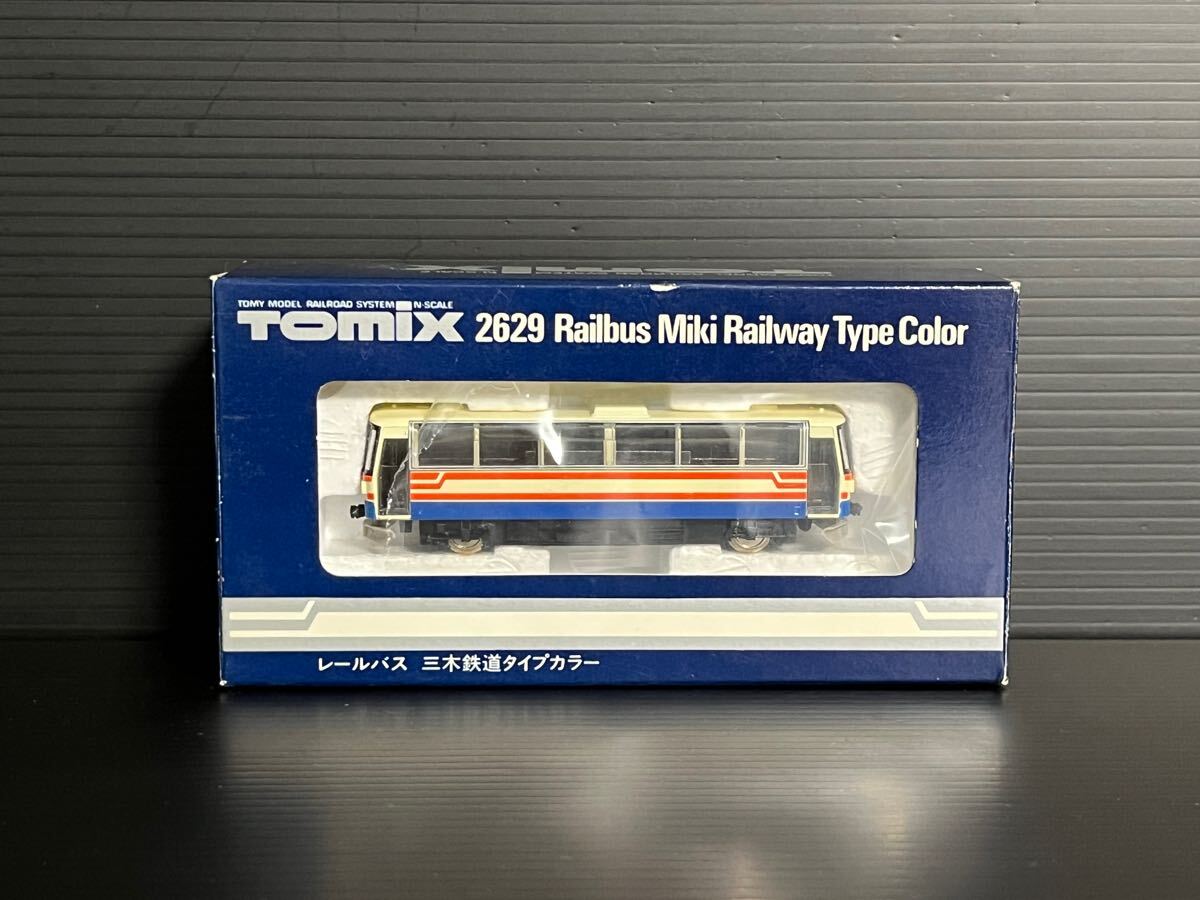 TOMY MODEL RAILROAD SYSTEM N-SCALE
TOMIX 2629 Railbus Miki Railway Type Color
レールバス 三木鉄道タイプカラー